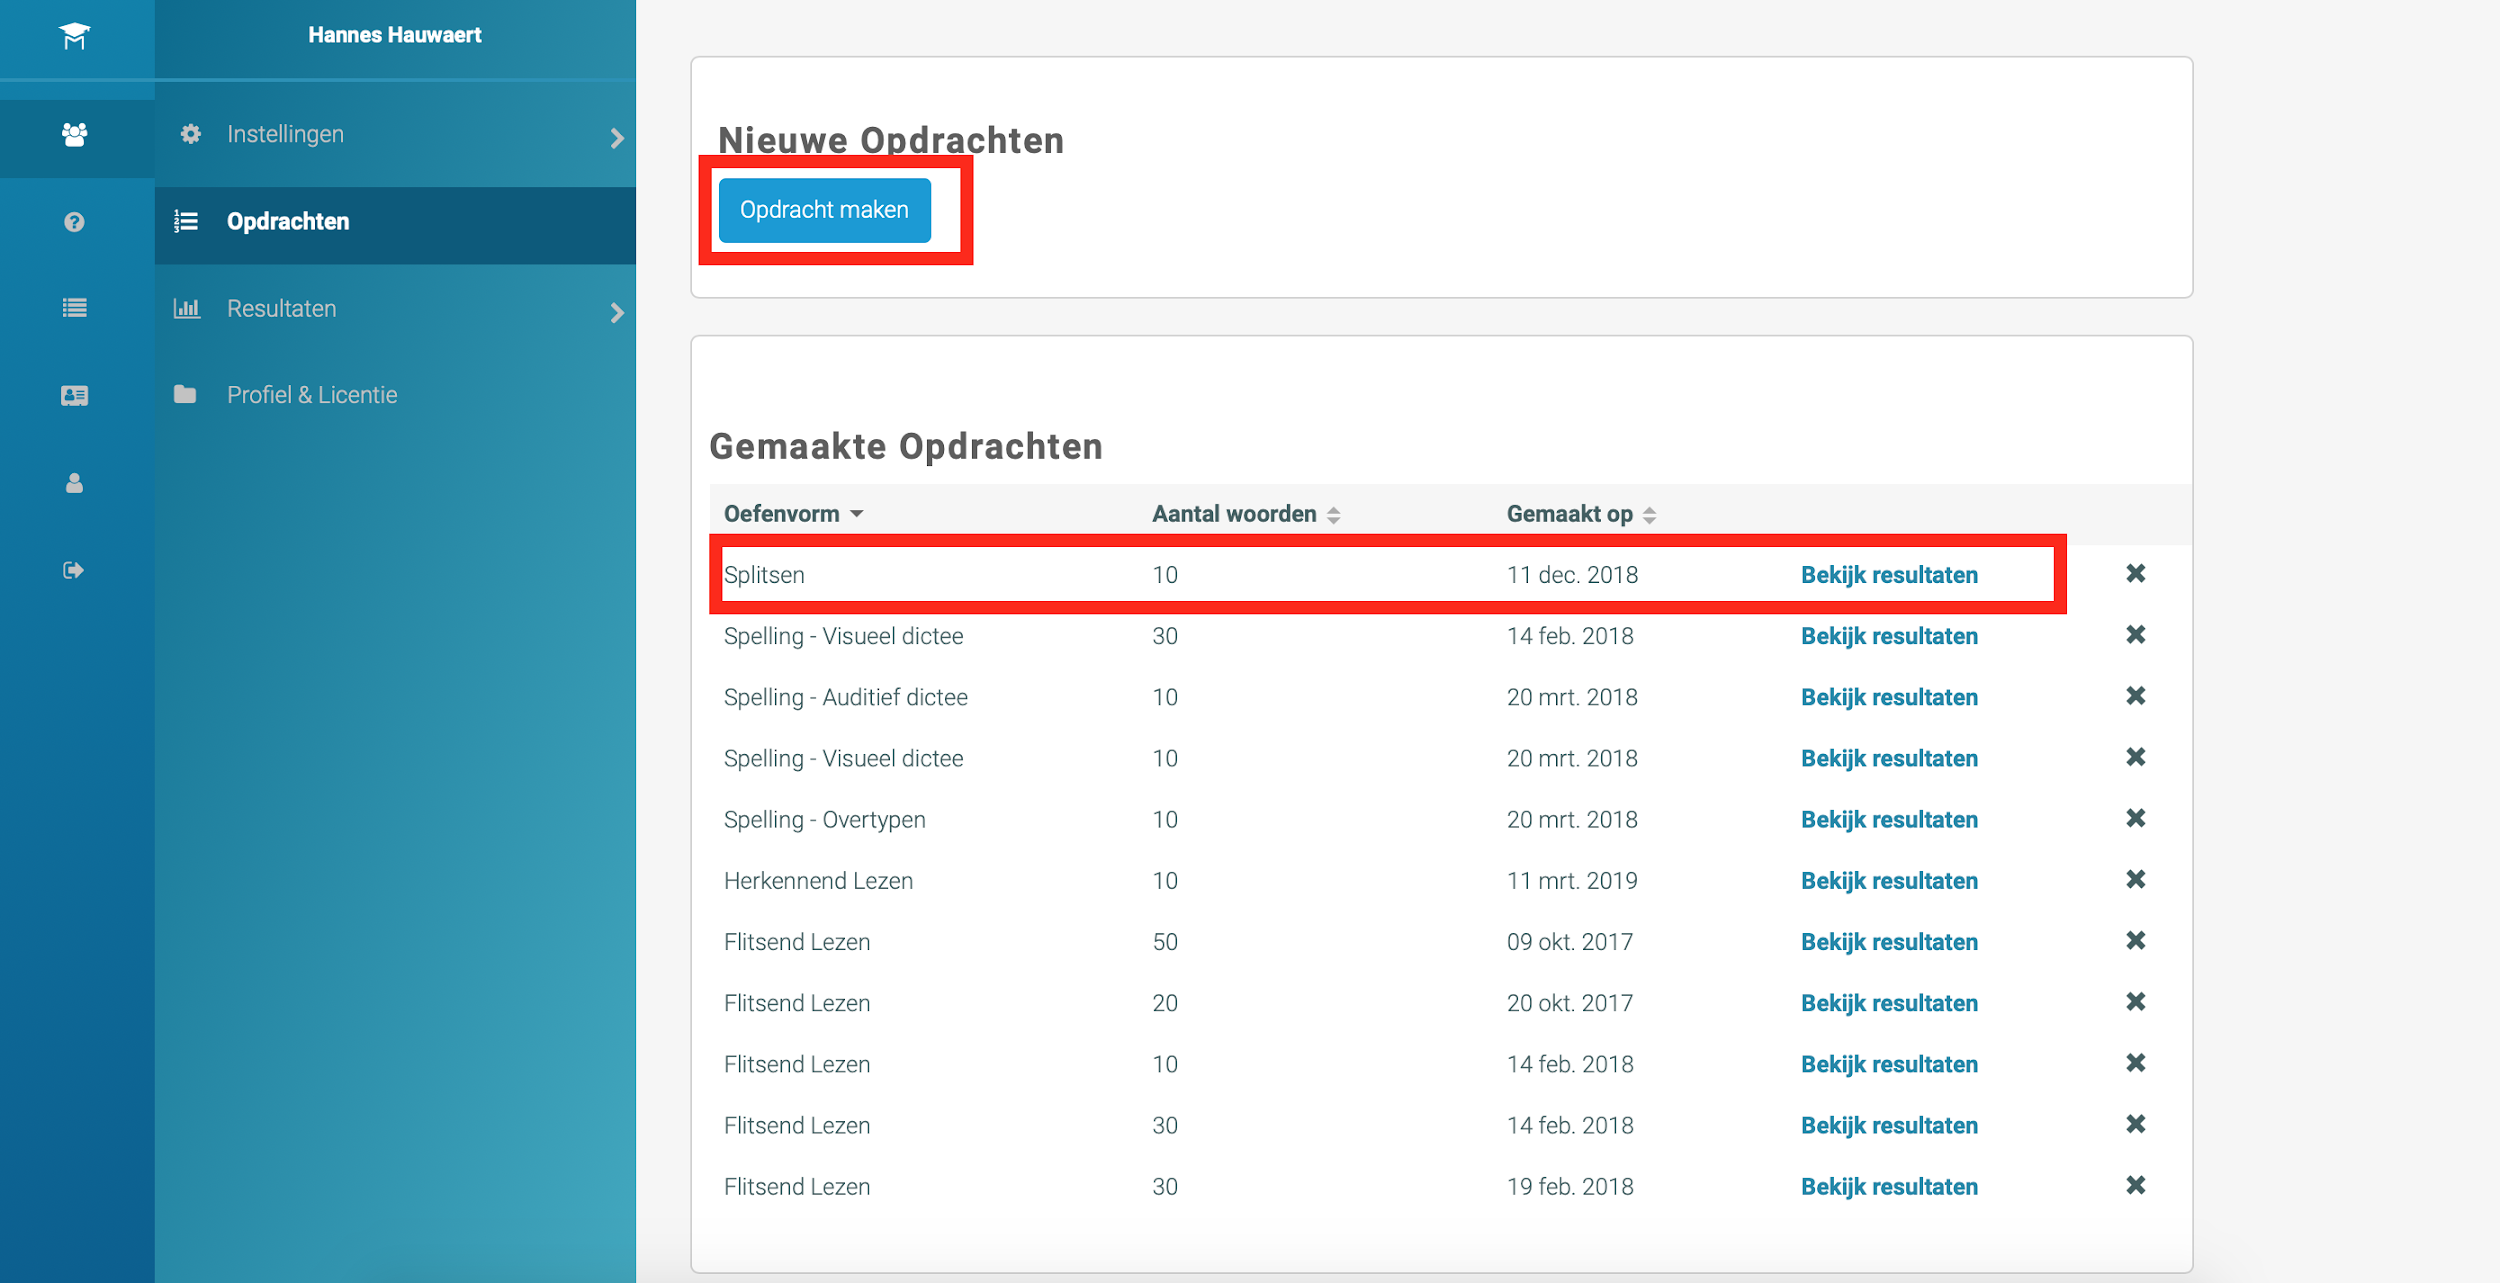 Hannes Hauwaert
Instellingen
Opdrachten
Resultaten
Profiel & Licentie
Nieuwe Opdrachten
Opdracht maken
Gemaakte Opdrachten
Oefenvorm Aantal woorden Gemaakt op
Splitsen 10 11 dec. 2018 Bekijk resultaten
Spelling - Visueel dictee 30 14 feb. 2018 Bekijk resultaten
Spelling - Auditief dictee 10 20 mrt. 2018 Bekijk resultaten
Spelling - Visueel dictee 10 20 mrt. 2018 Bekijk resultaten
Spelling - Overtypen 10 20 mrt. 2018 Bekijk resultaten
Herkennend Lezen 10 11 mrt. 2019 Bekijk resultaten
Flitsend Lezen 50 09 okt. 2017 Bekijk resultaten
Flitsend Lezen 20 20 okt. 2017 Bekijk resultaten
Flitsend Lezen 10 14 feb. 2018 Bekijk resultaten
Flitsend Lezen 30 14 feb. 2018 Bekijk resultaten
Flitsend Lezen 30 19 feb. 2018 Bekijk resultaten